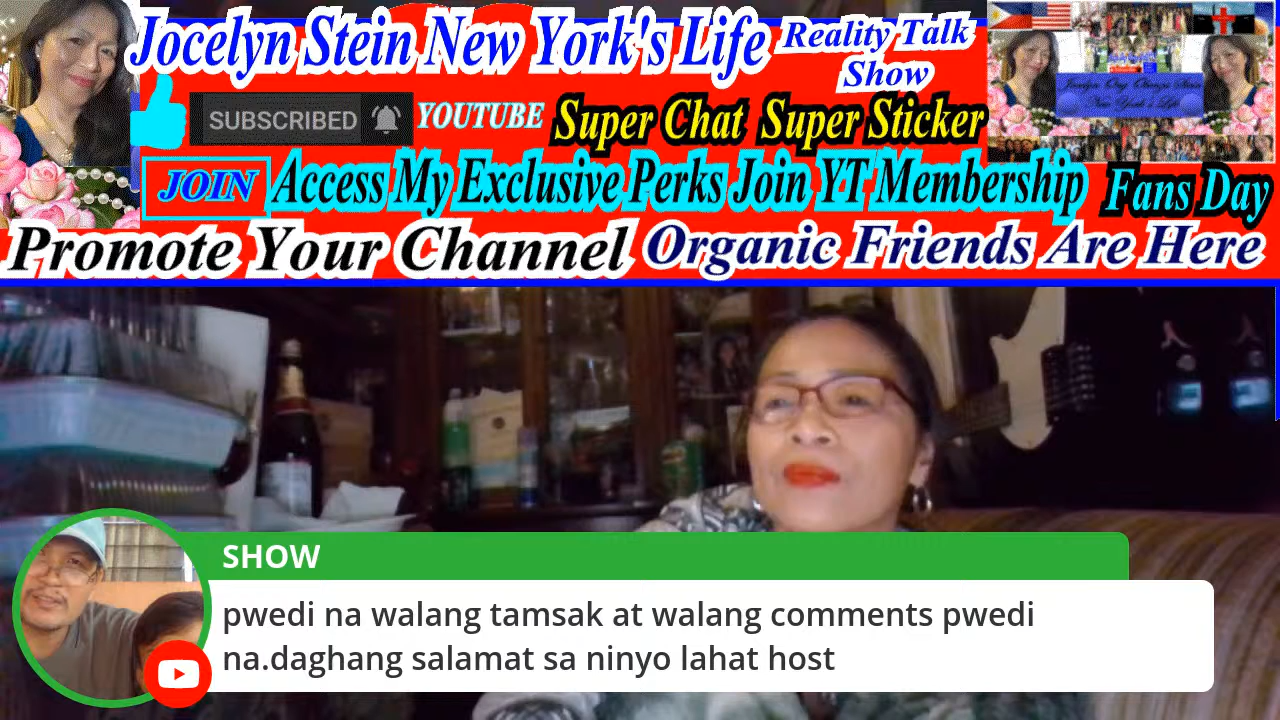 Jocelyn Stein New York's Life
Reality Talk
Show
SUBSCRIBED
YOUTUBE
Super Chat Super Sticker
JOIN
Access My Exclusive Perks Join YT Membership
Fans Day
Promote Your Channel
Organic Friends Are Here
SHOW
pwedi na walang tamsak at walang comments pwedi
na.daghang salamat sa ninyo lahat host